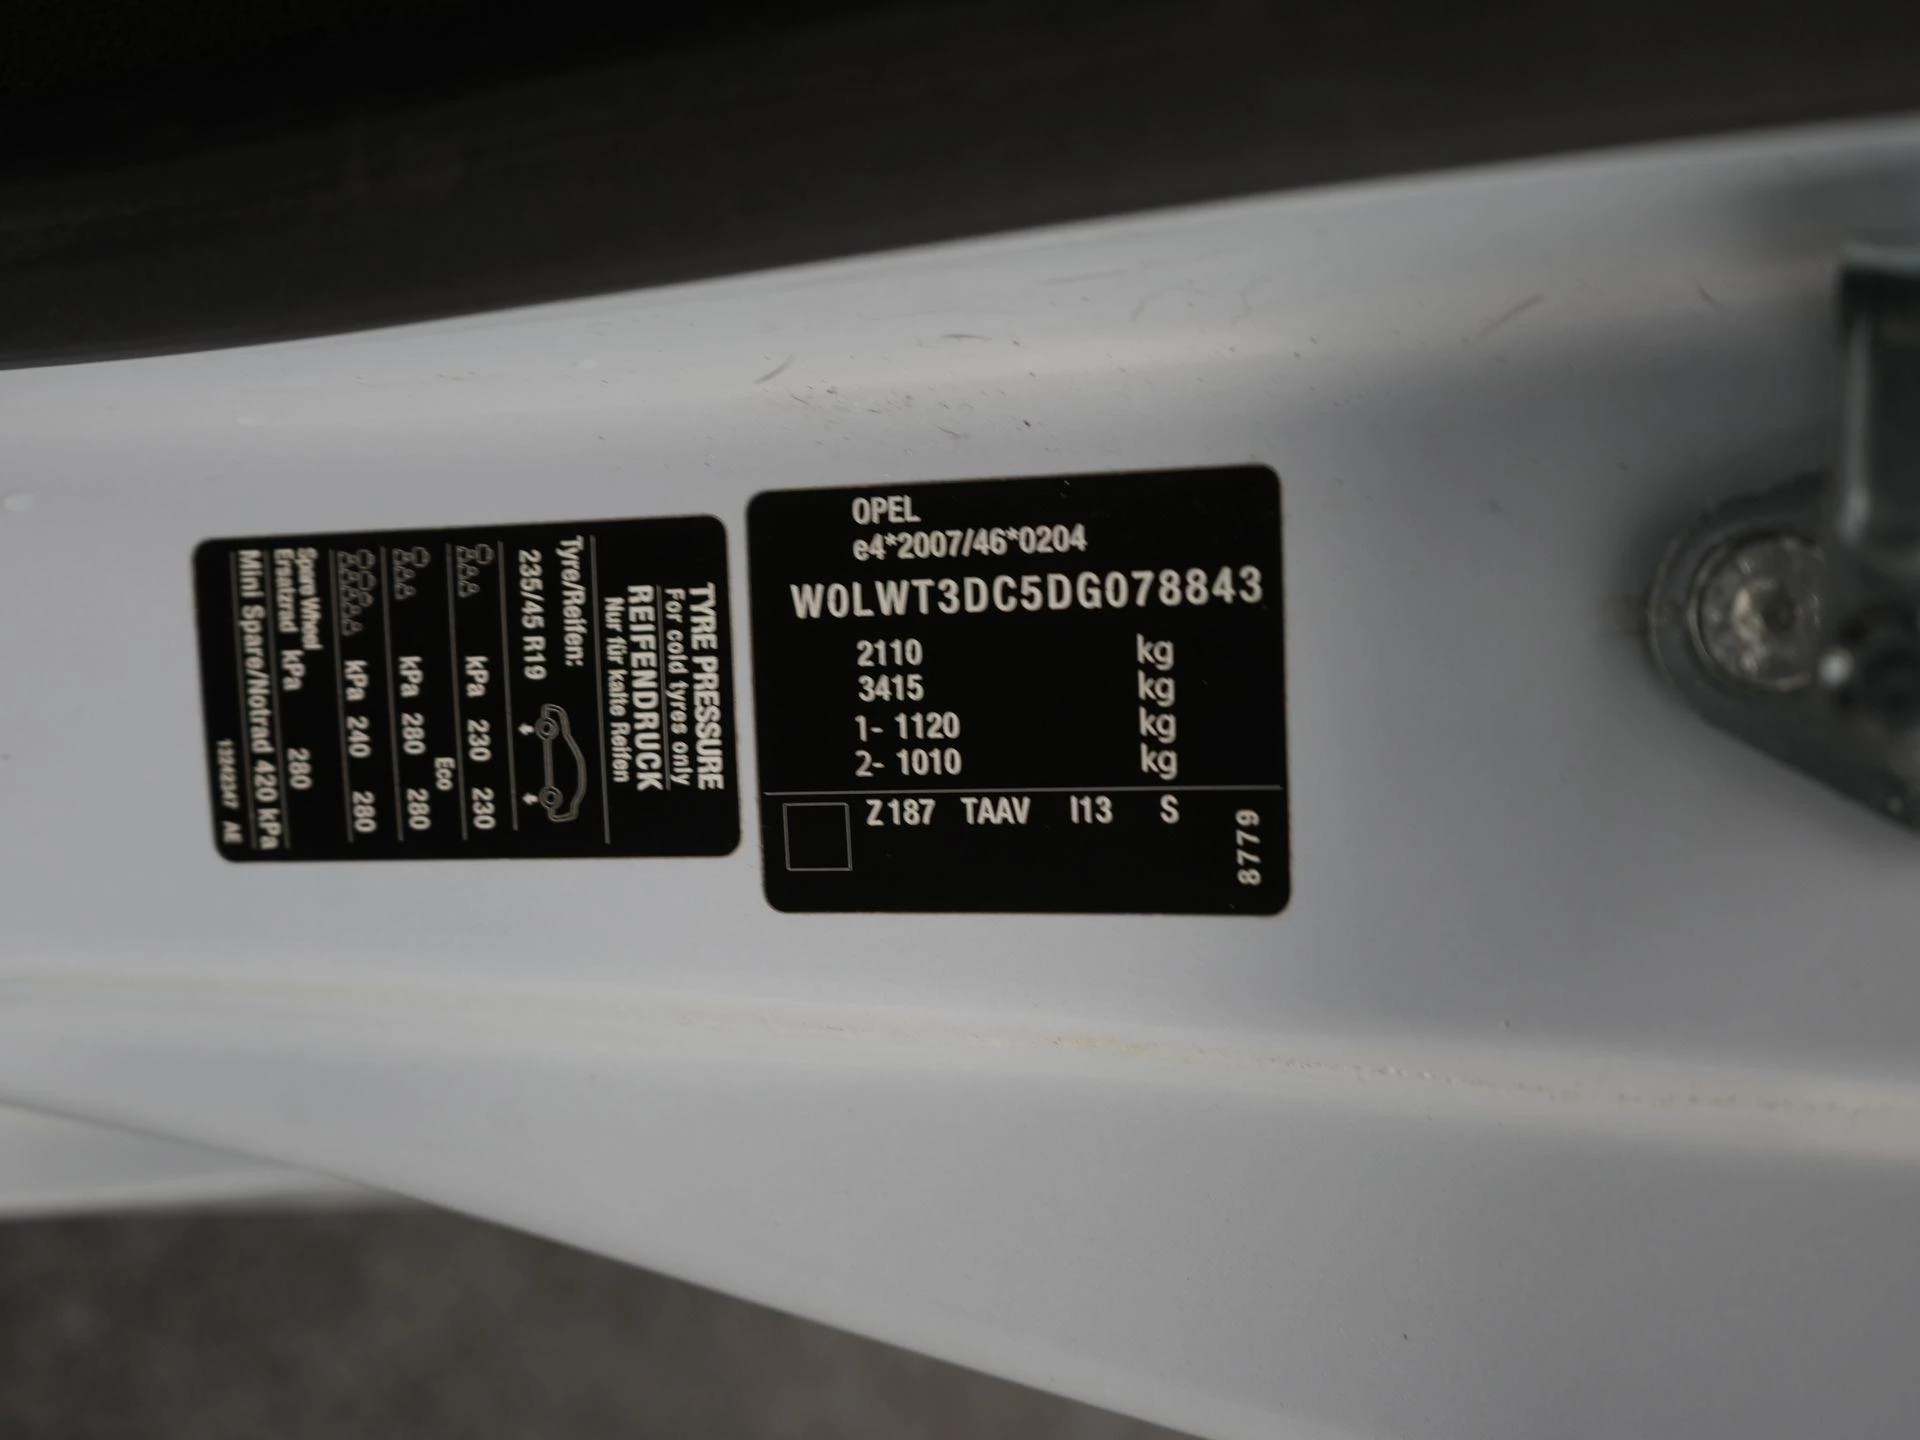 OPEL
e4*2007/46*0204
W0LWT3DC5DG078843
2110 kg
3415 kg
1- 1120 kg
2- 1010 kg
Z187 TAAV I13 S
8779
TYRE PRESSURE
For cold tyres only
REIFENDRUCK
Nur für kalte Reifen
Tyre/Reifen:
235/45 R19
kPa 230 230
Eco
kPa 280 280
kPa 240 280
Spare Wheel
Ersatzrad kPa 280
Mini Spare/Notrad 420 kPa
13242347 AE